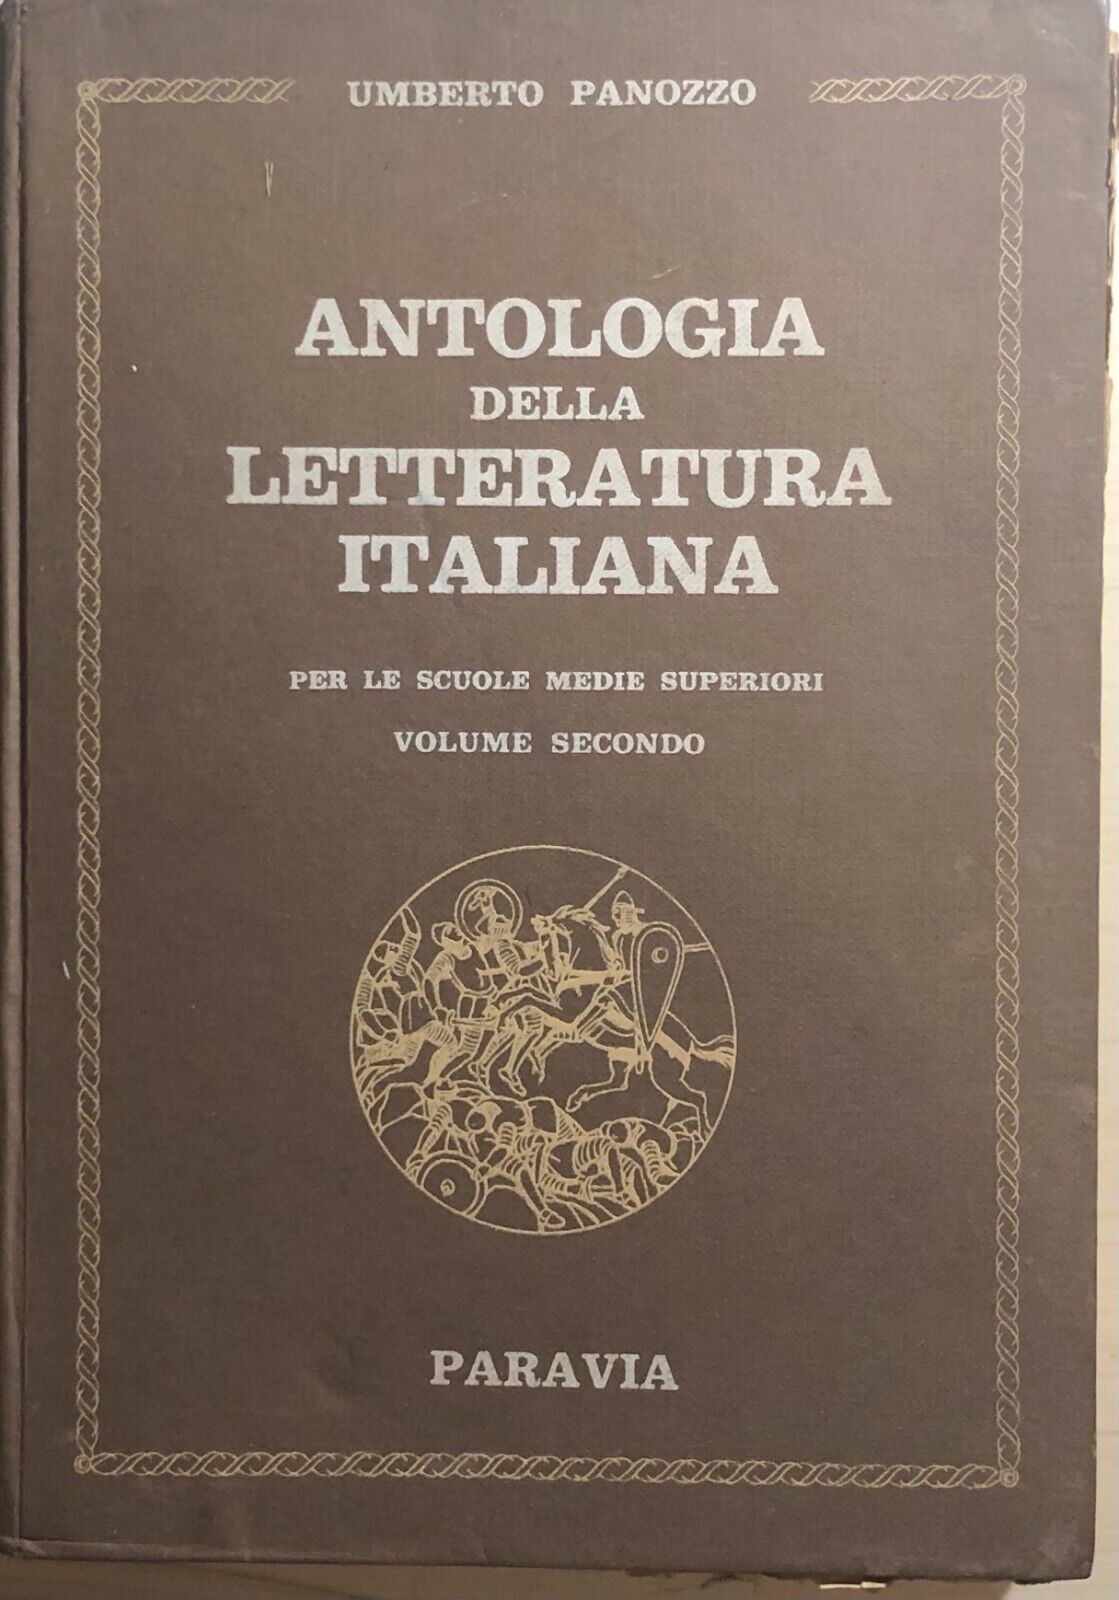 UMBERTO PANOZZO
ANTOLOGIA
DELLA
LETTERATURA
ITALIANA
PER LE SCUOLE MEDIE SUPERIORI
VOLUME SECONDO
PARAVIA